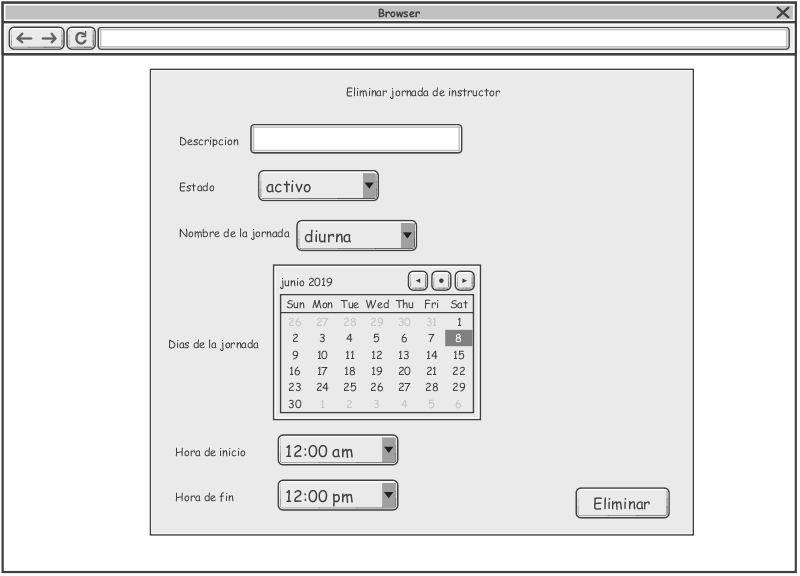 Browser
Eliminar jornada de instructor
Descripcion
Estado activo
Nombre de la jornada diurna
junio 2019
Sun Mon Tue Wed Thu Fri Sat
26 27 28 29 30 31 1
2 3 4 5 6 7 8
Dias de la jornada
9 10 11 12 13 14 15
16 17 18 19 20 21 22
23 24 25 26 27 28 29
30 1 2 3 4 5 6
Hora de inicio 12:00 am
Hora de fin 12:00 pm
Eliminar